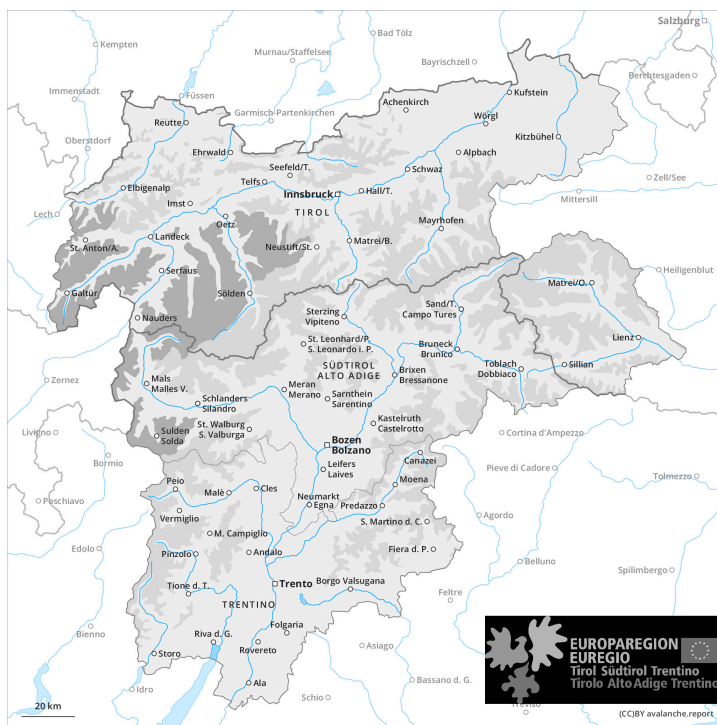 Salzburg
Kempten
Bad Tölz
Murnau/Staffelsee
Bayrischzell
Berchtesgaden
Immenstadt
Füssen
Garmisch-Partenkirchen
Achenkirch
Kufstein
Reutte
Wörgl
Oberstdorf
Ehrwald
Kitzbühel
Alpbach
Seefeld/T.
Telfs
Schwaz
Zell/See
Elbigenalp
Innsbruck
Hall/T.
Mittersill
Imst
TIROL
Lech
Oetz
Mayrhofen
St. Anton/A.
Landeck
Neustift/St.
Matrei/B.
Serfaus
Heiligenblut
Matrei/O.
Galtür
Sölden
Nauders
Sterzing
Vipiteno
Sand/T.
Campo Tures
Lienz
St. Leonhard/P.
S. Leonardo i. P.
Bruneck
Brunico
Toblach
Dobbiaco
Sillian
SÜDTIROL
ALTO ADIGE
Brixen
Bressanone
Zernez
Mals
Malles V.
Meran
Merano
Schlanders
Silandro
Sarnthein
Sarentino
Kastelruth
Castelrotto
St. Walburg
S. Valburga
Livigno
Sulden
Solda
Bozen
Bolzano
Cortina d'Ampezzo
Bormio
Canazei
Leifers
Laives
Pieve di Cadore
Peio
Moena
Tolmezzo
Malè
Cles
Neumarkt
Egna
Predazzo
Poschiavo
Vermiglio
Agordo
S. Martino d. C.
M. Campiglio
Edolo
Pinzolo
Andalo
Fiera d. P.
Belluno
Spilimbergo
Trento
Borgo Valsugana
Tione d. T.
Feltre
TRENTINO
Bienno
Folgaria
Riva d. G.
Rovereto
Asiago
Storo
Ala
Bassano d. G.
Idro
Schio
Treviso
EUROPAREGION
EUREGIO
Tirol Südtirol Trentino
Tirolo AltoAdige Trentino
20 km
(CC)BY avalanche.report